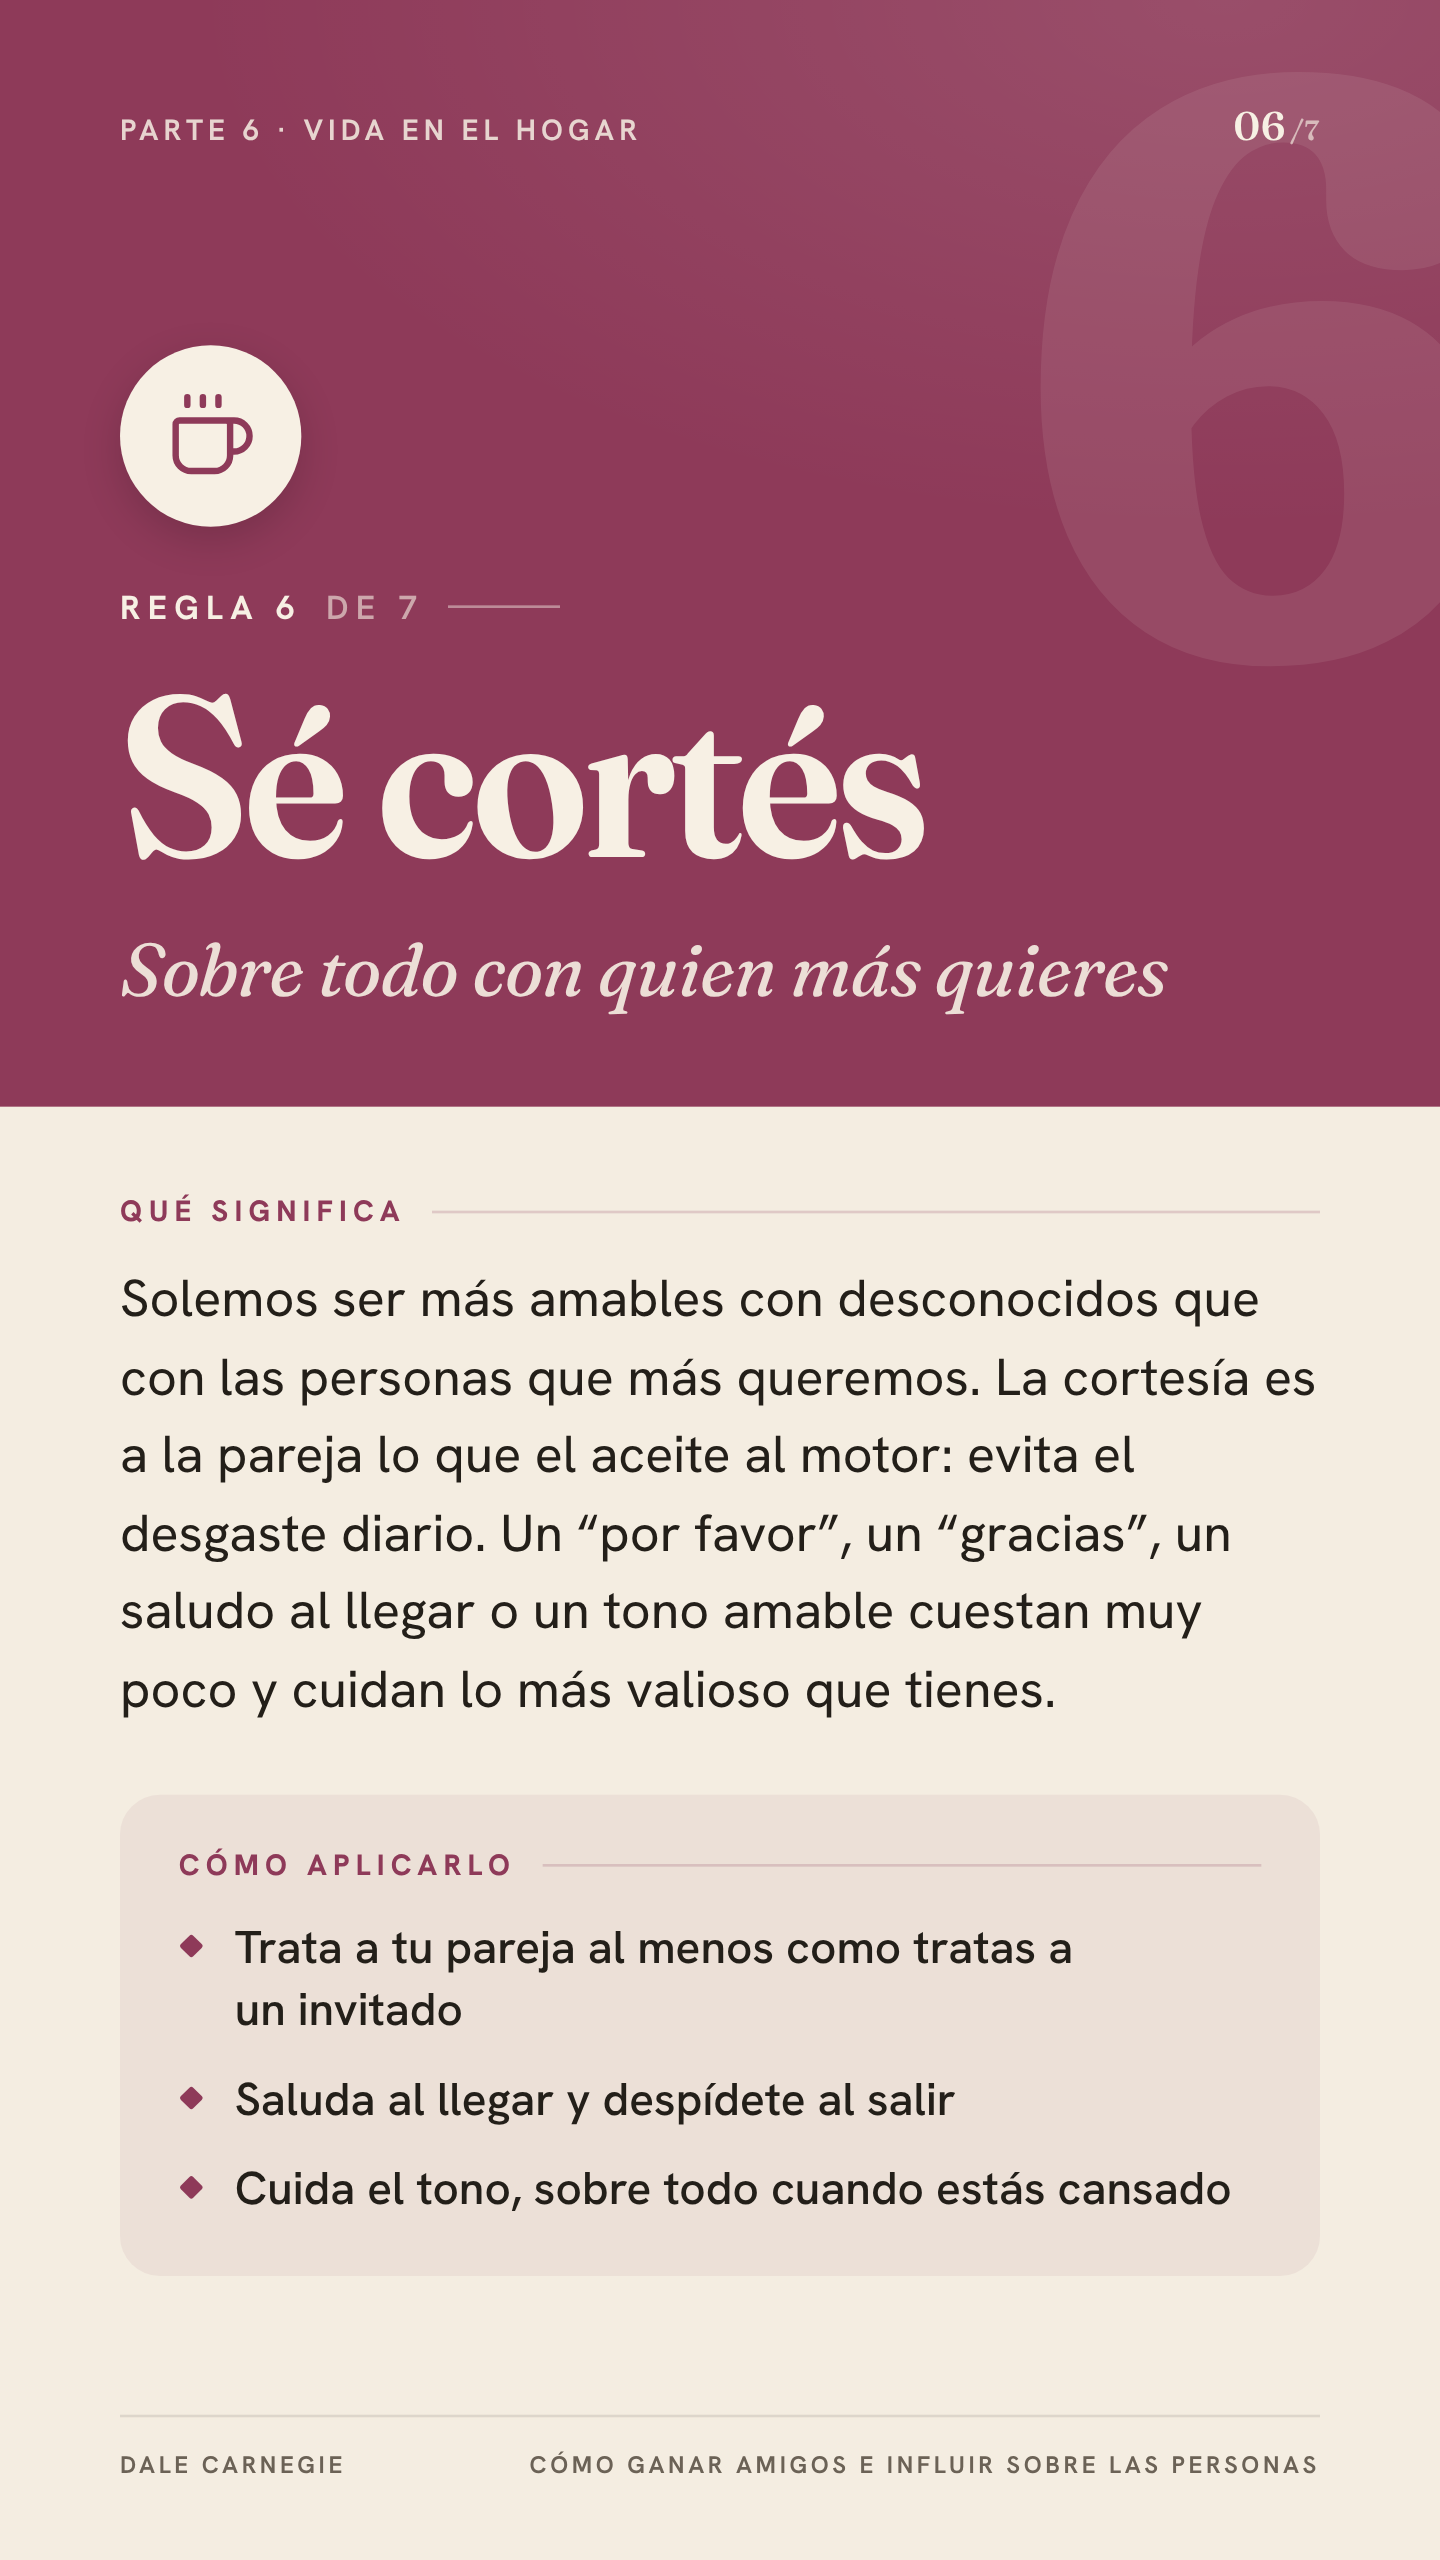 PARTE 6 · VIDA EN EL HOGAR
06/7
6
REGLA 6 DE 7
Sé cortés
Sobre todo con quien más quieres
QUÉ SIGNIFICA
Solemos ser más amables con desconocidos que
con las personas que más queremos. La cortesía es
a la pareja lo que el aceite al motor: evita el
desgaste diario. Un “por favor”, un “gracias”, un
saludo al llegar o un tono amable cuestan muy
poco y cuidan lo más valioso que tienes.
CÓMO APLICARLO
Trata a tu pareja al menos como tratas a
un invitado
Saluda al llegar y despídete al salir
Cuida el tono, sobre todo cuando estás cansado
DALE CARNEGIE
CÓMO GANAR AMIGOS E INFLUIR SOBRE LAS PERSONAS